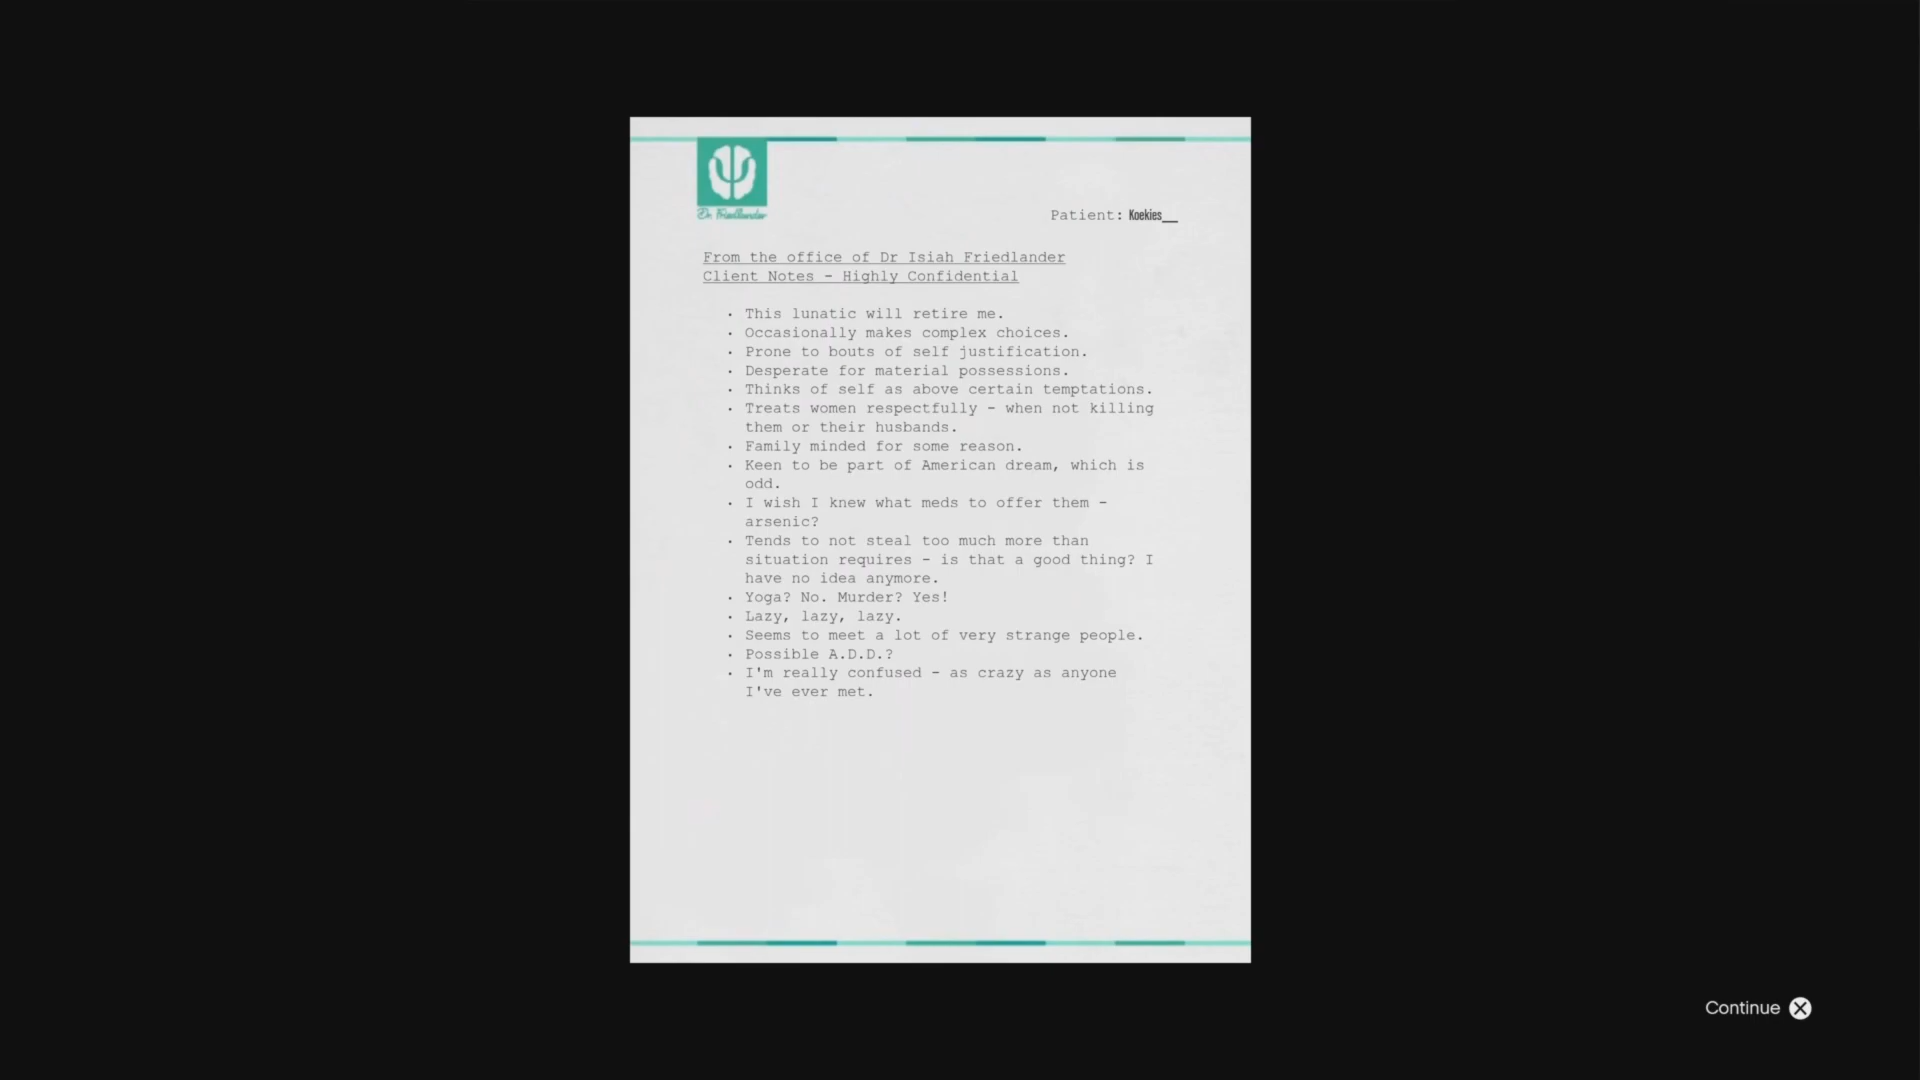 Dr. Friedlander
Patient: Koekies__
From the office of Dr Isiah Friedlander
Client Notes - Highly Confidential
• This lunatic will retire me.
• Occasionally makes complex choices.
• Prone to bouts of self justification.
• Desperate for material possessions.
• Thinks of self as above certain temptations.
• Treats women respectfully - when not killing
them or their husbands.
• Family minded for some reason.
• Keen to be part of American dream, which is
odd.
• I wish I knew what meds to offer them -
arsenic?
• Tends to not steal too much more than
situation requires - is that a good thing? I
have no idea anymore.
• Yoga? No. Murder? Yes!
• Lazy, lazy, lazy.
• Seems to meet a lot of very strange people.
• Possible A.D.D.?
• I'm really confused - as crazy as anyone
I've ever met.
Continue